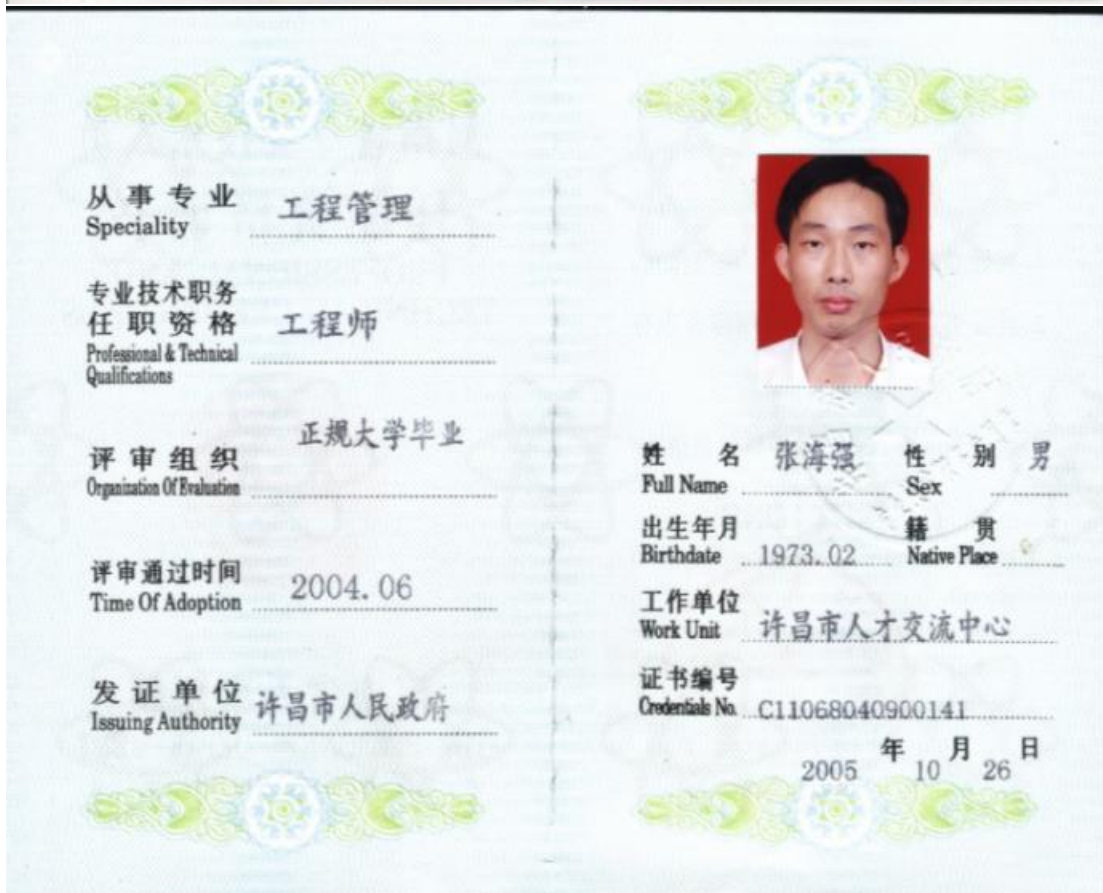 从事专业 工程管理
Speciality
专业技术职务
任职资格 工程师
Professional & Technical
Qualifications
正规大学毕业
评审组织
Organization Of Evaluation
评审通过时间 2004.06
Time Of Adoption
发证单位 许昌市人民政府
Issuing Authority
姓名 张海强 性别 男
Full Name Sex
出生年月 1973.02 籍贯
Birthdate Native Place
工作单位 许昌市人才交流中心
Work Unit
证书编号
Credentials No. C11068040900141
年 月 日
2005 10 26